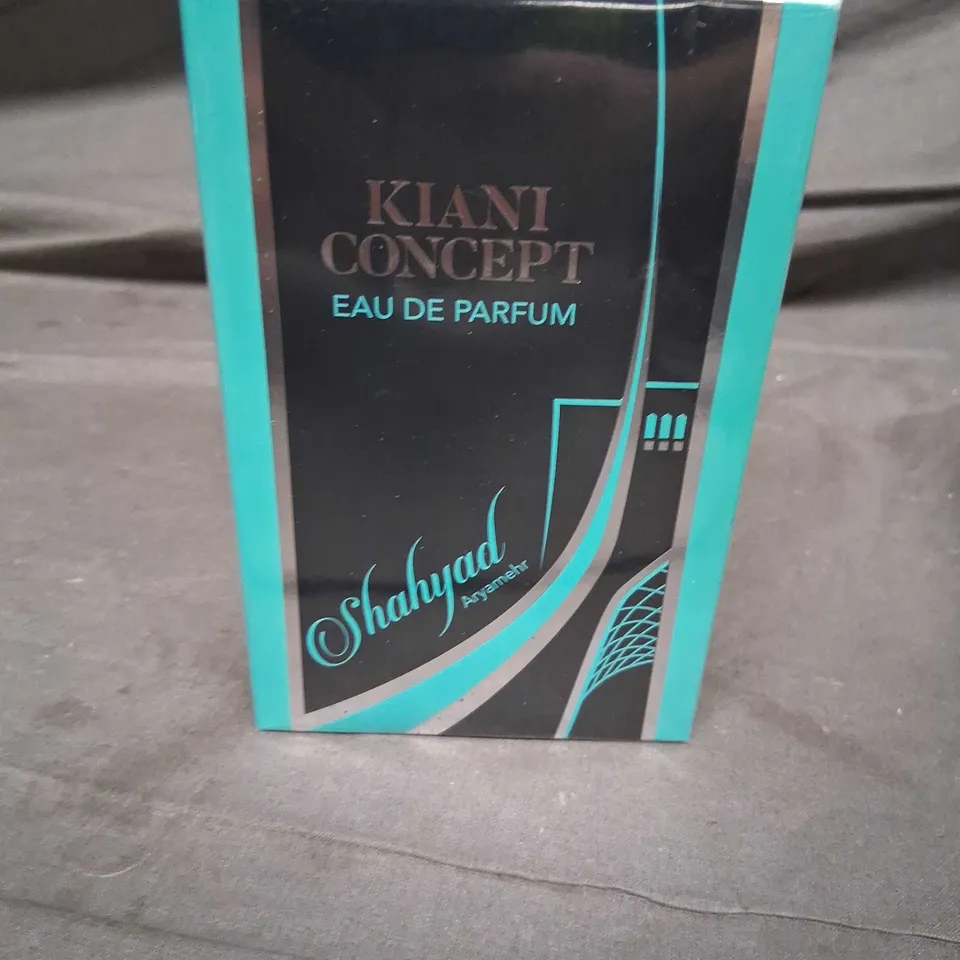 KIANI
CONCEPT
EAU DE PARFUM
Shahyad
Aryamehr